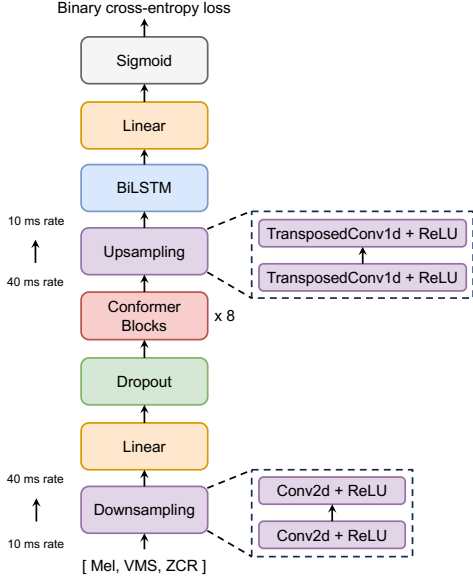 Binary cross-entropy loss
Sigmoid
Linear
BiLSTM
10 ms rate
Upsampling
40 ms rate
TransposedConv1d + ReLU
TransposedConv1d + ReLU
Conformer
Blocks
x 8
Dropout
Linear
40 ms rate
Downsampling
10 ms rate
Conv2d + ReLU
Conv2d + ReLU
[ Mel, VMS, ZCR ]